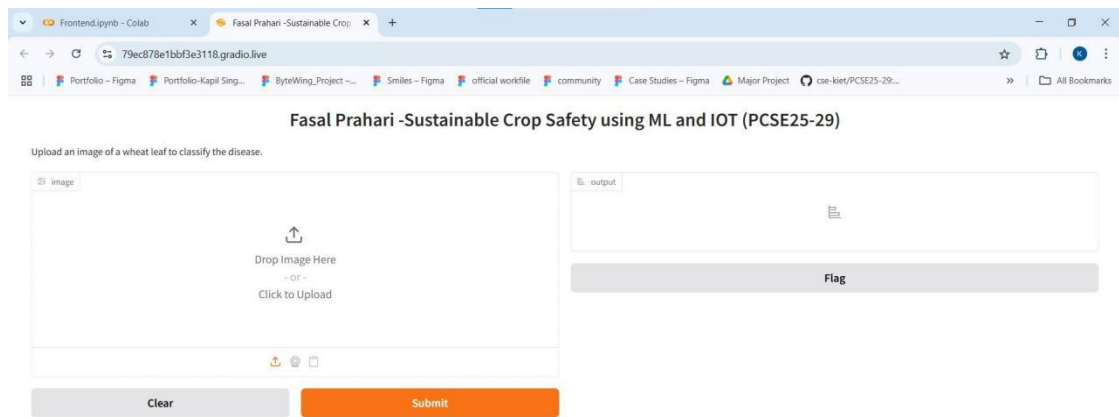 Frontend.ipynb - Colab
Fasal Prahari -Sustainable Crop
79ec878e1bbf3e3118.gradio.live
K
Portfolio – Figma
Portfolio-Kapil Sing...
ByteWing_Project –...
Smiles – Figma
official workfile
community
Case Studies – Figma
Major Project
cse-kiet/PCSE25-29:...
All Bookmarks
Fasal Prahari -Sustainable Crop Safety using ML and IOT (PCSE25-29)
Upload an image of a wheat leaf to classify the disease.
image
Drop Image Here
- or -
Click to Upload
Clear
Submit
output
Flag